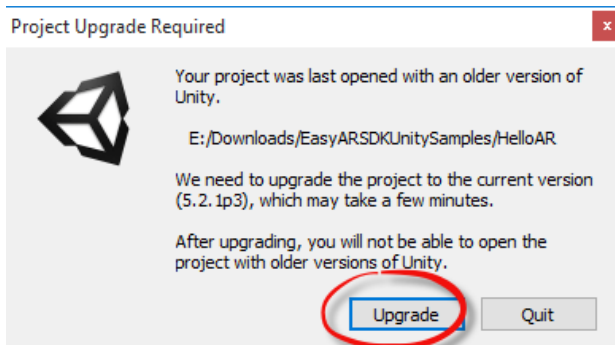 Project Upgrade Required
x
Your project was last opened with an older version of
Unity.
E:/Downloads/EasyARSDKUnitySamples/HelloAR
We need to upgrade the project to the current version
(5.2.1p3), which may take a few minutes.
After upgrading, you will not be able to open the
project with older versions of Unity.
Upgrade Quit